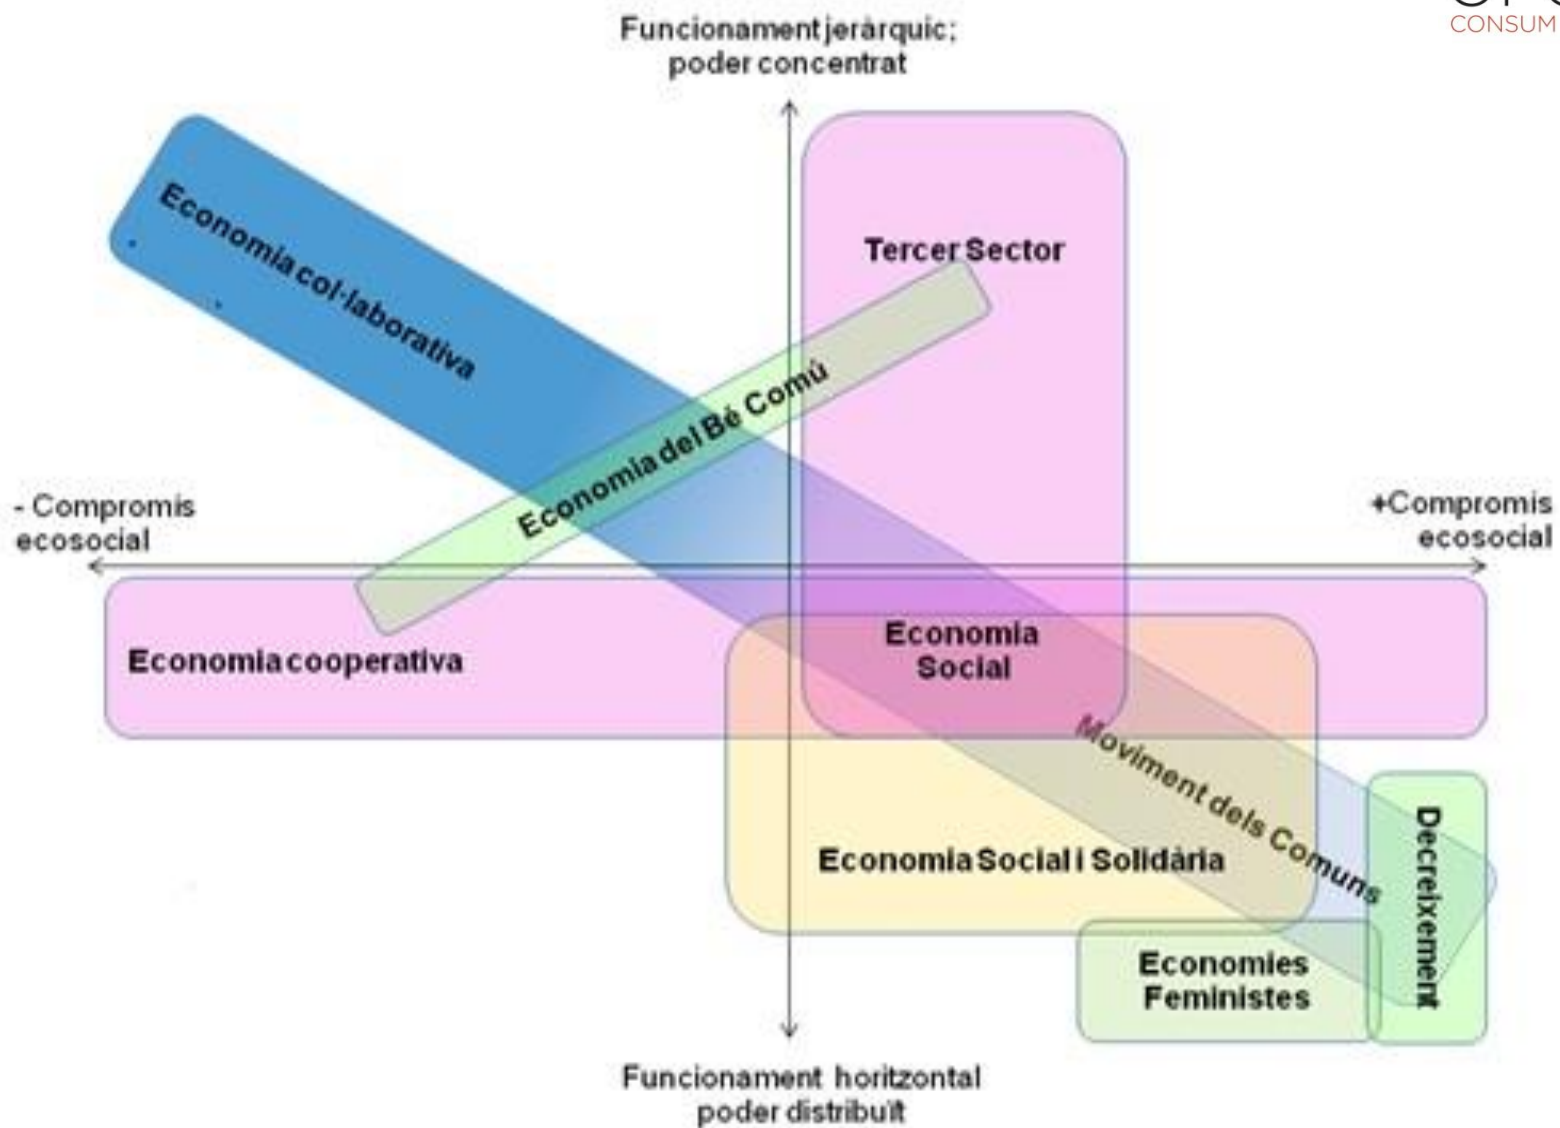 CONSUM
Funcionament jeràrquic;
poder concentrat
Economia col·laborativa
Tercer Sector
Economia del Bé Comú
- Compromís
ecosocial
+Compromís
ecosocial
Economia cooperativa
Economia
Social
Moviment dels Comuns
Economia Social i Solidària
Decreixement
Economies
Feministes
Funcionament horitzontal
poder distribuït